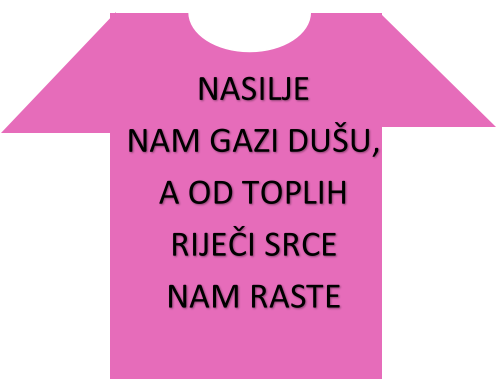 NASILJE
NAM GAZI DUŠU,
A OD TOPLIH
RIJEČI SRCE
NAM RASTE